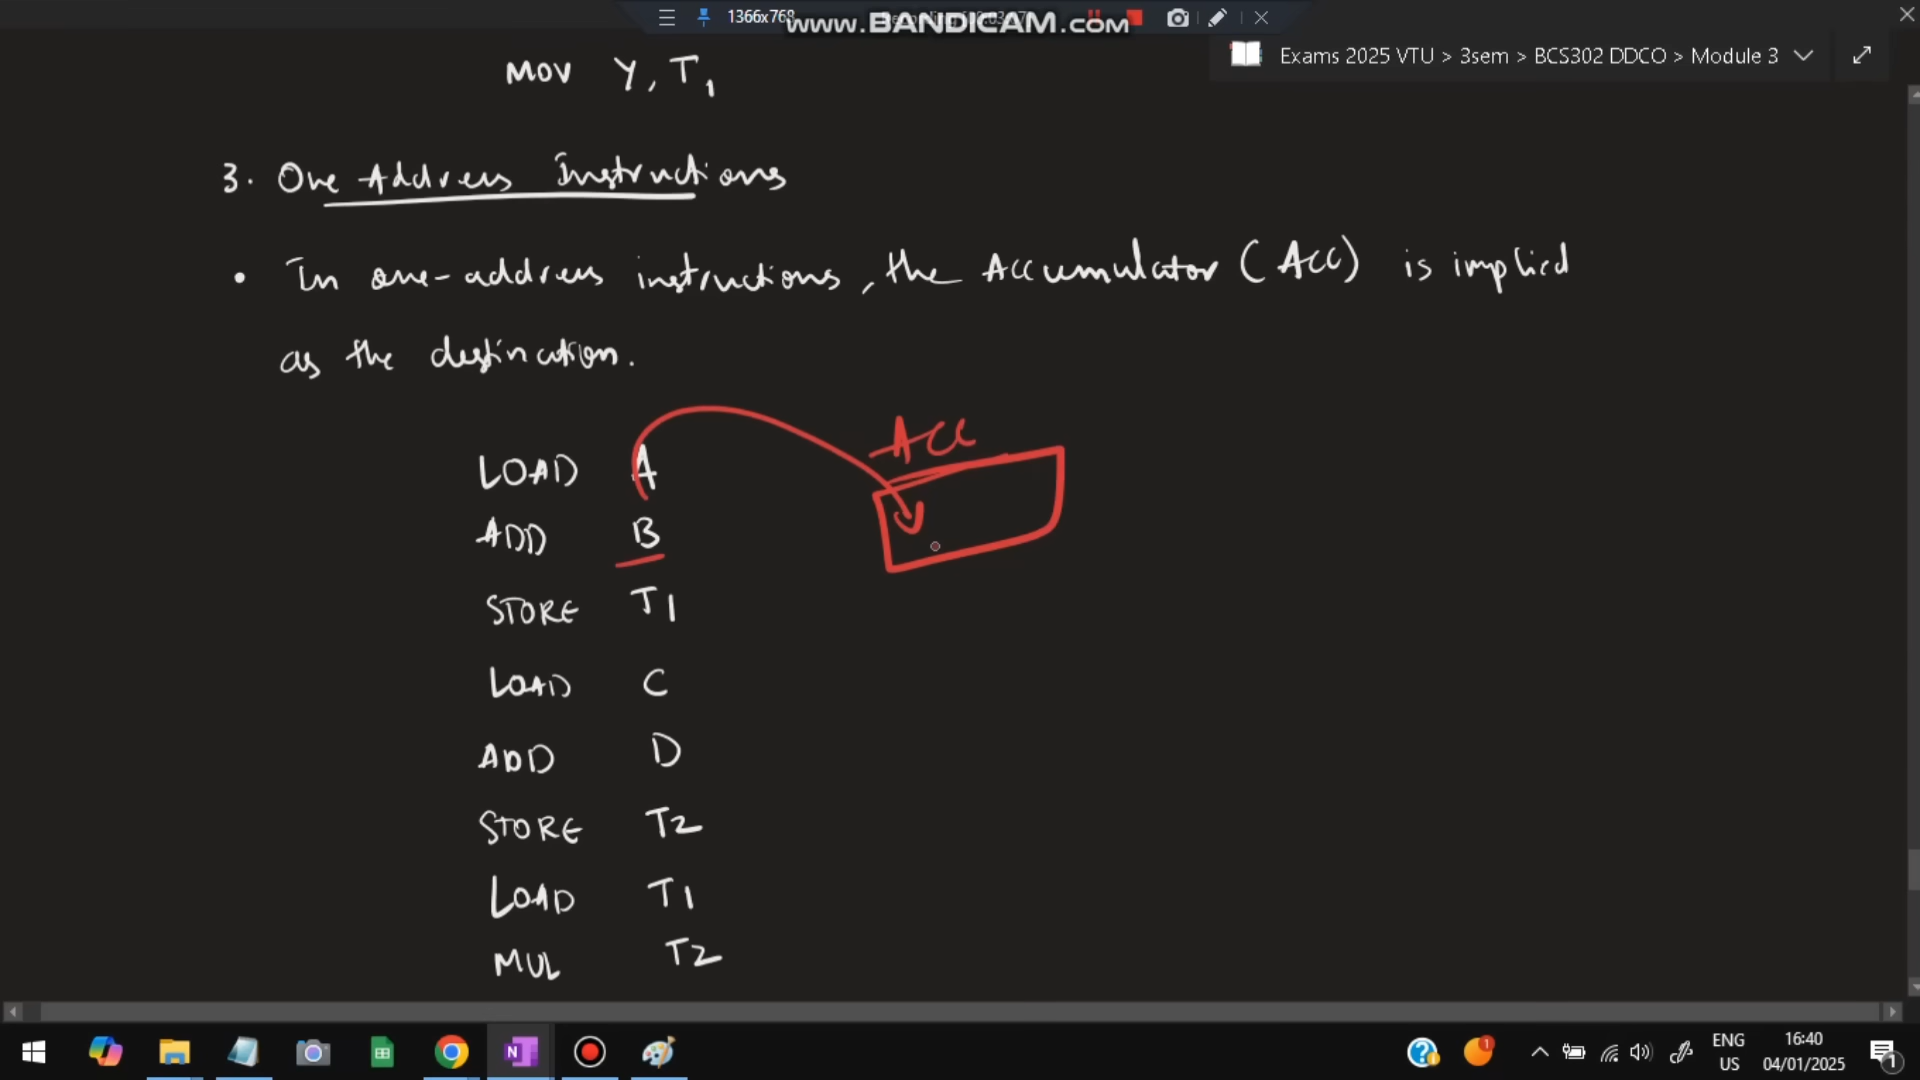 1366x768
www.BANDICAM.com
Exams 2025 VTU > 3sem > BCS302 DDCO > Module 3
MOV Y, T1
3. One Address Instructions
• In one-address instructions, the Accumulator (ACC) is implied
as the destination.
ACC
LOAD A
ADD B
STORE T1
LOAD C
ADD D
STORE T2
LOAD T1
MUL T2
ENG
US
16:40
04/01/2025